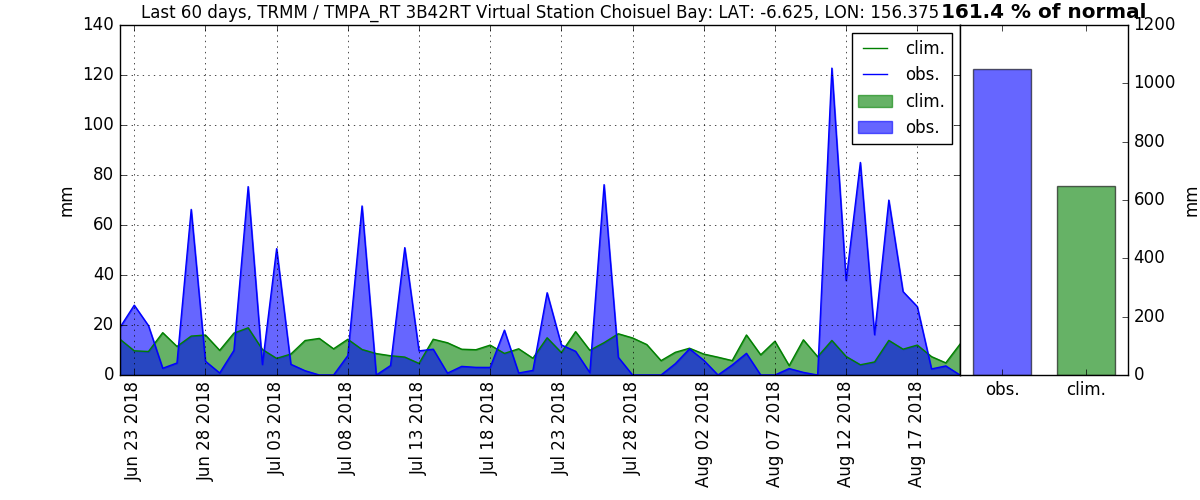 Last 60 days, TRMM / TMPA_RT 3B42RT Virtual Station Choisuel Bay: LAT: -6.625, LON: 156.375
161.4 % of normal
mm
140
120
100
80
60
40
20
0
clim.
obs.
clim.
obs.
Jun 23 2018
Jun 28 2018
Jul 03 2018
Jul 08 2018
Jul 13 2018
Jul 18 2018
Jul 23 2018
Jul 28 2018
Aug 02 2018
Aug 07 2018
Aug 12 2018
Aug 17 2018
1200
1000
800
600
400
200
0
mm
obs.
clim.